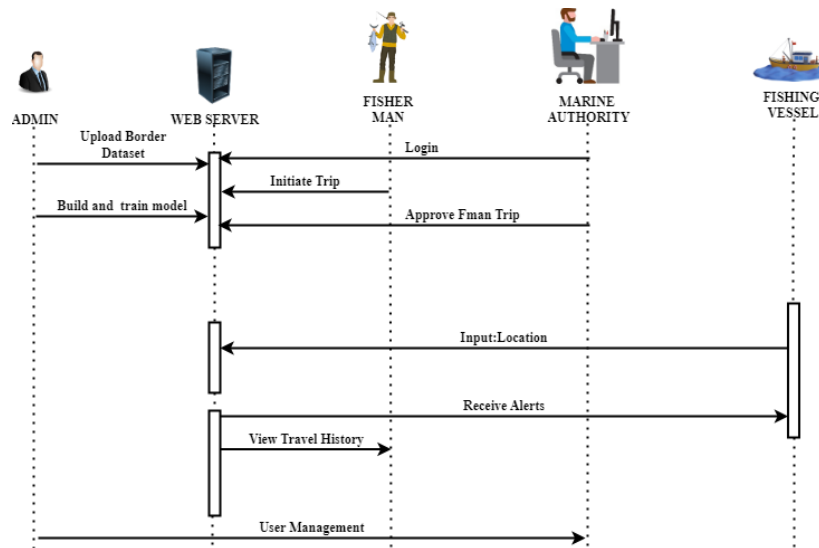 ADMIN
WEB SERVER
FISHER
MAN
MARINE
AUTHORITY
FISHING
VESSEL
Upload Border
Dataset
Login
Initiate Trip
Build and train model
Approve Fman Trip
Input:Location
Receive Alerts
View Travel History
User Management